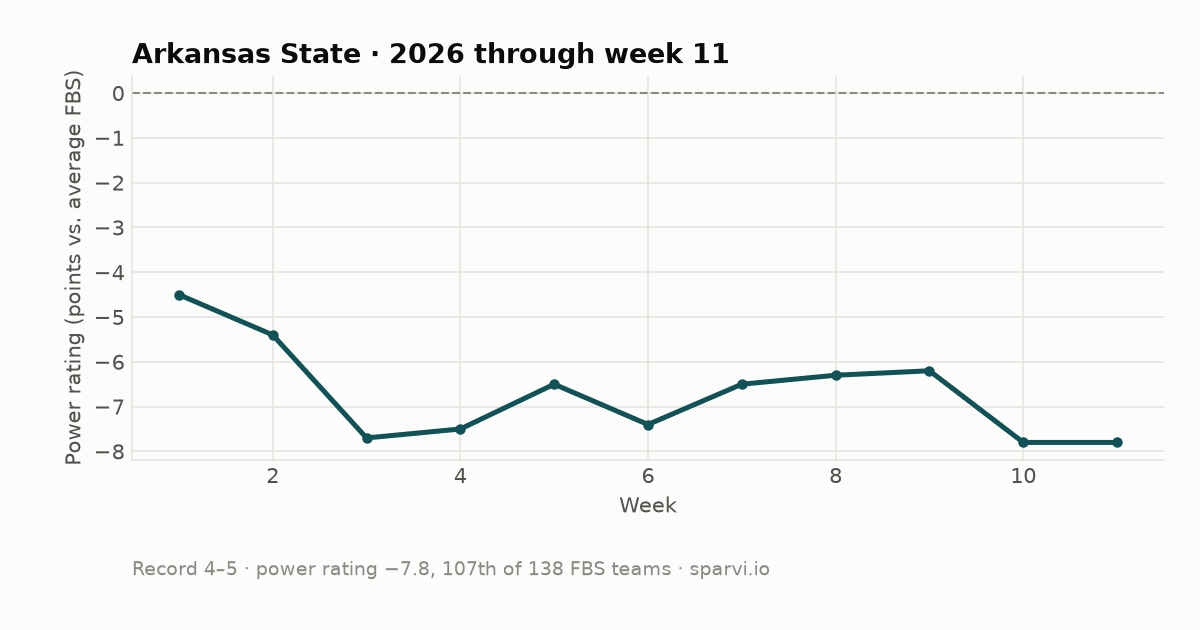 Arkansas State · 2026 through week 11
Power rating (points vs. average FBS)
0
−1
−2
−3
−4
−5
−6
−7
−8
2 4 6 8 10
Week
Record 4–5 · power rating −7.8, 107th of 138 FBS teams · sparvi.io